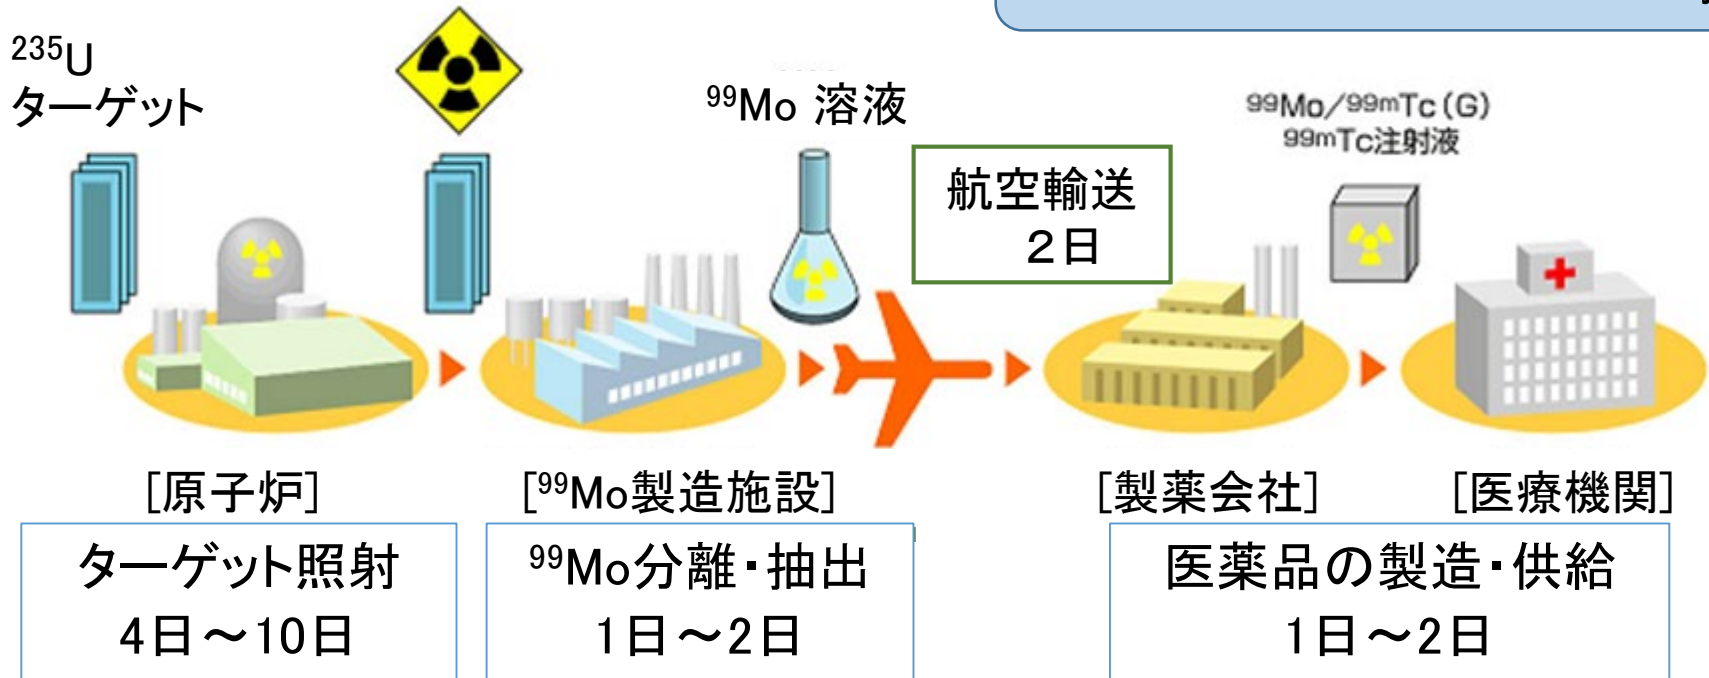 ²³⁵U
ターゲット
⁹⁹Mo 溶液
航空輸送
２日
⁹⁹Mo/⁹⁹ᵐTc(G)
⁹⁹ᵐTc注射液
[原子炉]
[⁹⁹Mo製造施設]
[製薬会社]
[医療機関]
ターゲット照射
4日～10日
⁹⁹Mo分離・抽出
1日～2日
医薬品の製造・供給
1日～2日